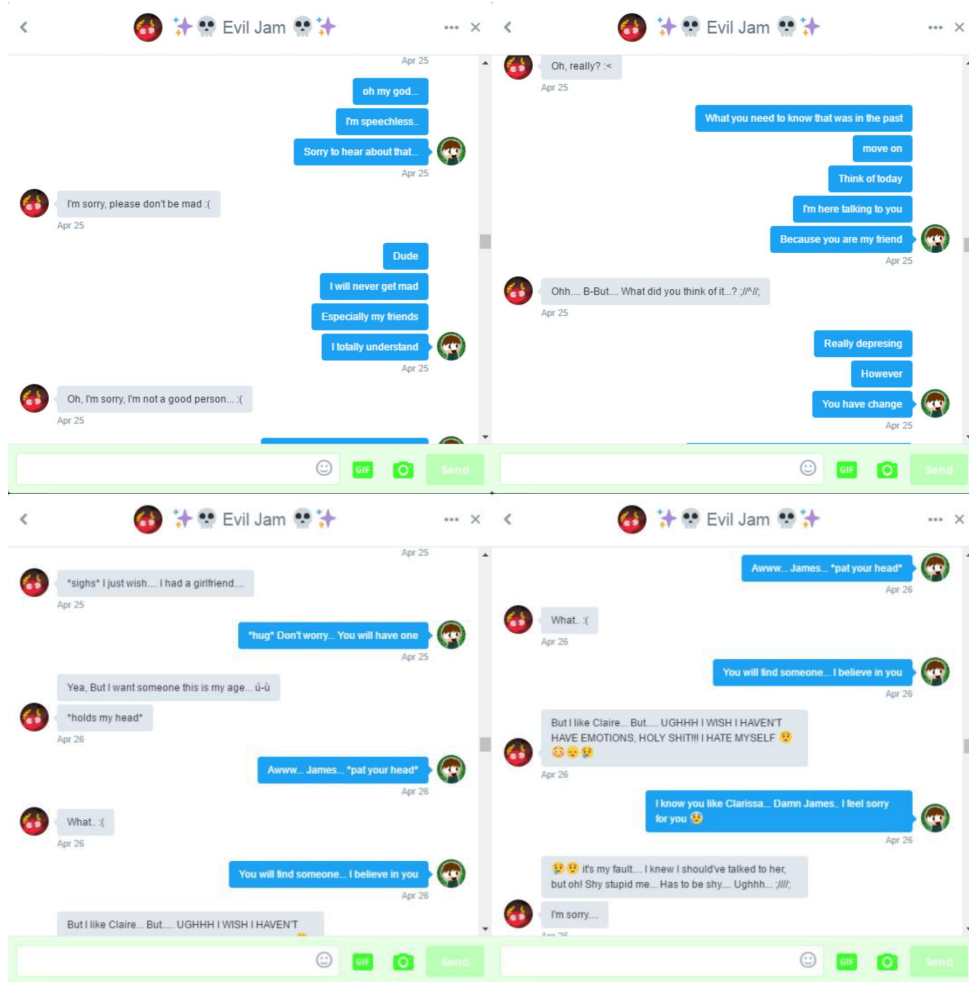 Evil Jam
Apr 25
oh my god...
I'm speechless..
Sorry to hear about that...
Apr 25
I'm sorry, please don't be mad :(
Apr 25
Dude
I will never get mad
Especially my friends
I totally understand
Apr 25
Oh, I'm sorry, I'm not a good person... :(
Apr 25
GIF
Send
Evil Jam
Oh, really? :<
Apr 25
What you need to know that was in the past
move on
Think of today
I'm here talking to you
Because you are my friend
Apr 25
Ohh.... B-But.... What did you think of it...? ;//^//;
Apr 25
Really depresing
However
You have change
Apr 25
GIF
Send
Evil Jam
Apr 25
*sighs* I just wish.... I had a girlfriend....
Apr 25
*hug* Don't worry... You will have one
Apr 25
Yea, But I want someone this is my age... ú-ù
*holds my head*
Apr 26
Awww... James... *pat your head*
Apr 26
What.. :(
Apr 26
You will find someone... I believe in you
Apr 26
But I like Claire... But..... UGHHH I WISH I HAVEN'T
GIF
Send
Evil Jam
Awww... James... *pat your head*
Apr 26
What.. :(
Apr 26
You will find someone... I believe in you
Apr 26
But I like Claire... But..... UGHHH I WISH I HAVEN'T
HAVE EMOTIONS, HOLY SHIT!!! I HATE MYSELF
Apr 26
I know you like Clarissa... Damn James.. I feel sorry
for you
Apr 26
it's my fault.... I knew I should've talked to her,
but oh! Shy stupid me... Has to be shy.... Ughhh... ;////;
I'm sorry....
Apr 26
GIF
Send